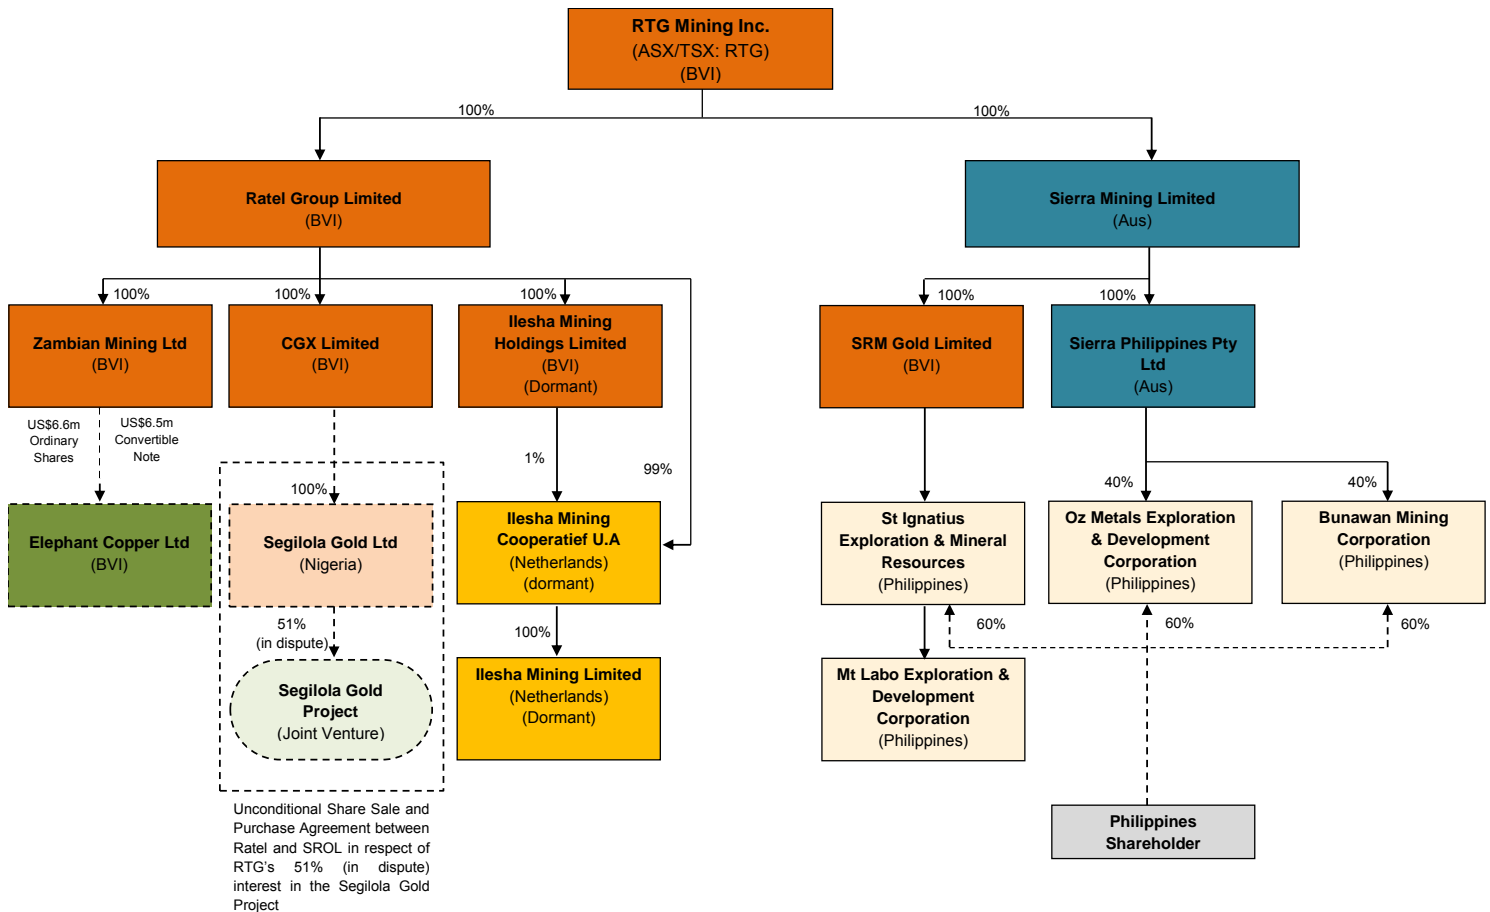 RTG Mining Inc.
(ASX/TSX: RTG)
(BVI)
100%
100%
Ratel Group Limited
(BVI)
Sierra Mining Limited
(Aus)
100%
100%
100%
100%
100%
Zambian Mining Ltd
(BVI)
CGX Limited
(BVI)
Ilesha Mining
Holdings Limited
(BVI)
(Dormant)
SRM Gold Limited
(BVI)
Sierra Philippines Pty
Ltd
(Aus)
US$6.6m
Ordinary
Shares
US$6.5m
Convertible
Note
1%
99%
100%
40%
40%
Elephant Copper Ltd
(BVI)
Segilola Gold Ltd
(Nigeria)
Ilesha Mining
Cooperatief U.A
(Netherlands)
(dormant)
St Ignatius
Exploration & Mineral
Resources
(Philippines)
Oz Metals Exploration
& Development
Corporation
(Philippines)
Bunawan Mining
Corporation
(Philippines)
51%
(in dispute)
100%
60%
60%
60%
Segilola Gold
Project
(Joint Venture)
Ilesha Mining Limited
(Netherlands)
(Dormant)
Mt Labo Exploration &
Development
Corporation
(Philippines)
Unconditional Share Sale and
Purchase Agreement between
Ratel and SROL in respect of
RTG's 51% (in dispute)
interest in the Segilola Gold
Project
Philippines
Shareholder